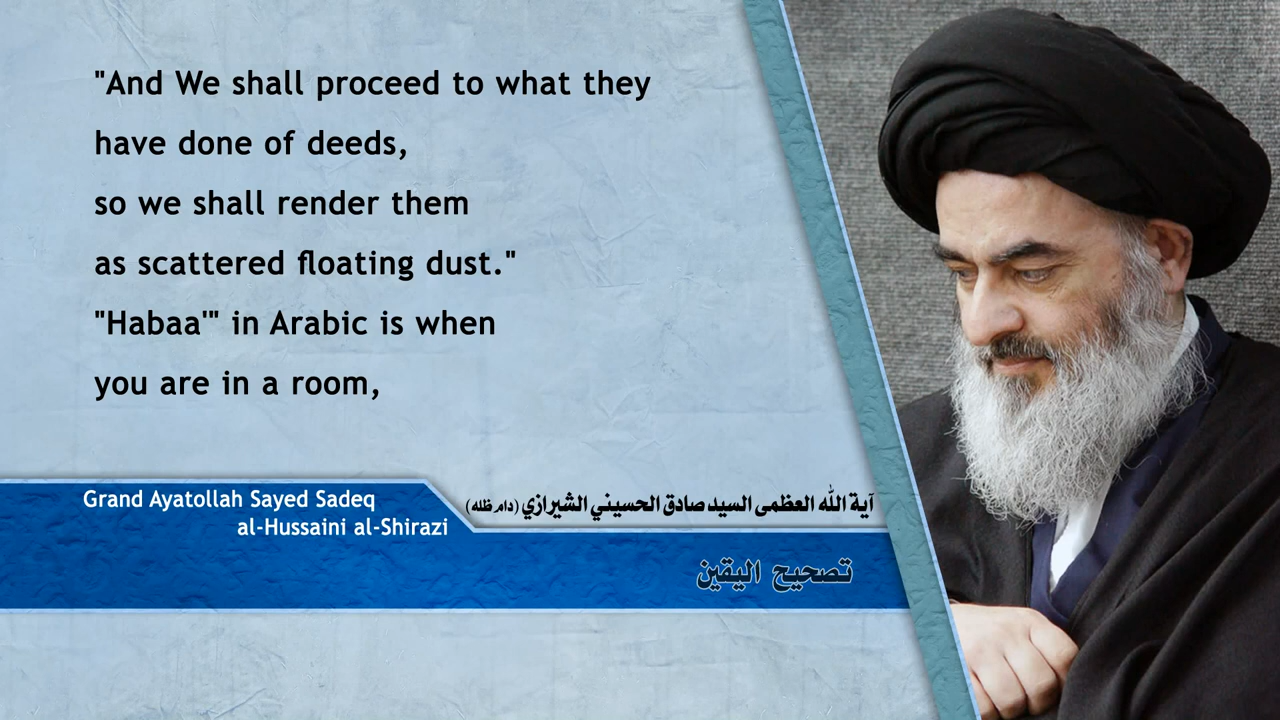 "And We shall proceed to what they
have done of deeds,
so we shall render them
as scattered floating dust."
"Habaa'" in Arabic is when
you are in a room,
Grand Ayatollah Sayed Sadeq
al-Hussaini al-Shirazi
آية الله العظمى السيد صادق الحسيني الشيرازي (دام ظله)
تصحيح اليقين